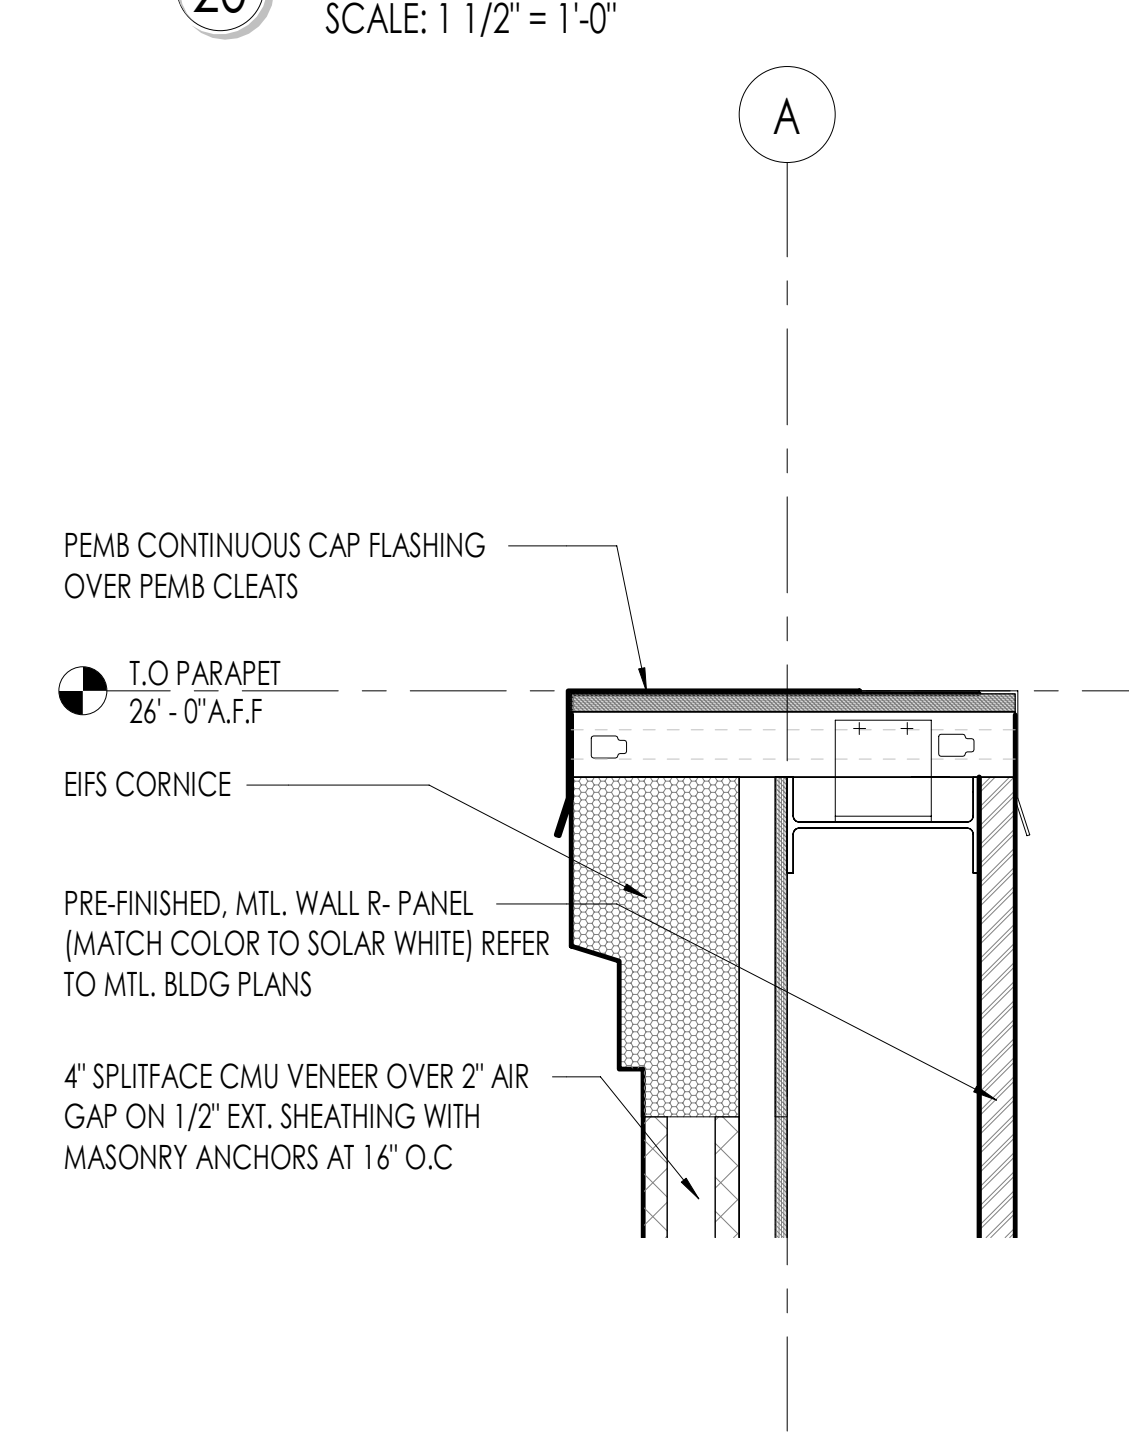 20
SCALE: 1 1/2" = 1'-0"
A
PEMB CONTINUOUS CAP FLASHING
OVER PEMB CLEATS
T.O PARAPET
26' - 0"A.F.F
EIFS CORNICE
PRE-FINISHED, MTL. WALL R- PANEL
(MATCH COLOR TO SOLAR WHITE) REFER
TO MTL. BLDG PLANS
4" SPLITFACE CMU VENEER OVER 2" AIR
GAP ON 1/2" EXT. SHEATHING WITH
MASONRY ANCHORS AT 16" O.C